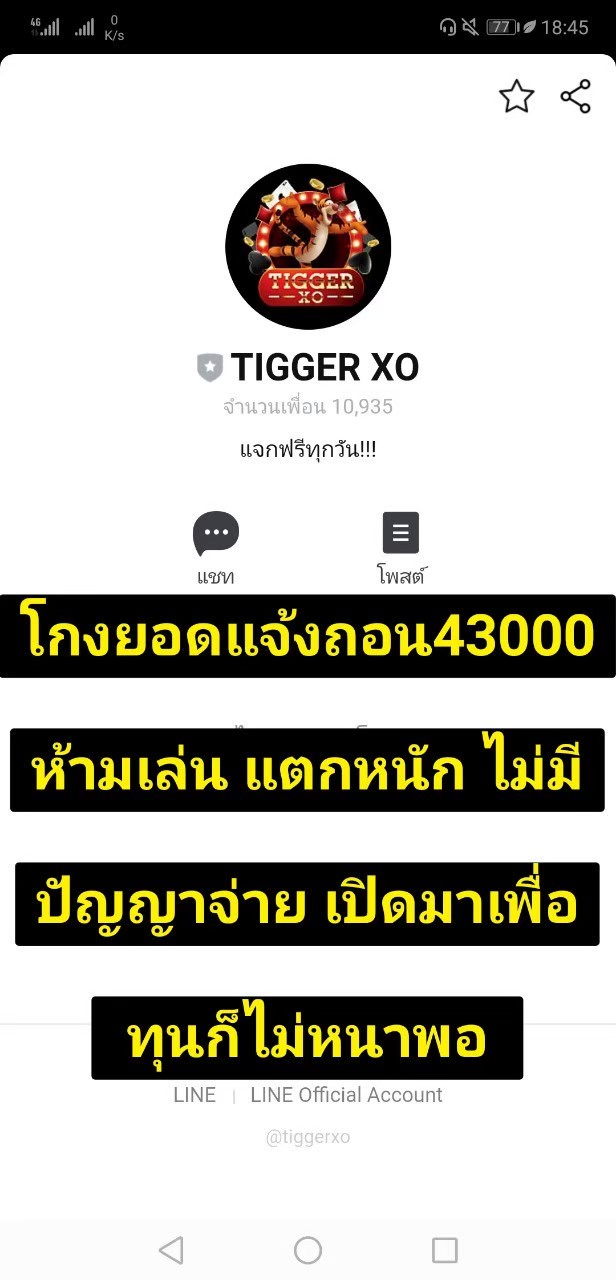 4G
0
K/s
77
18:45
TIGGER
XO
TIGGER XO
จำนวนเพื่อน 10,935
แจกฟรีทุกวัน!!!
แชท
โพสต์
โกงยอดแจ้งถอน43000
ห้ามเล่น แตกหนัก ไม่มี
ปัญญาจ่าย เปิดมาเพื่อ
ทุนก็ไม่หนาพอ
LINE | LINE Official Account
@tiggerxo